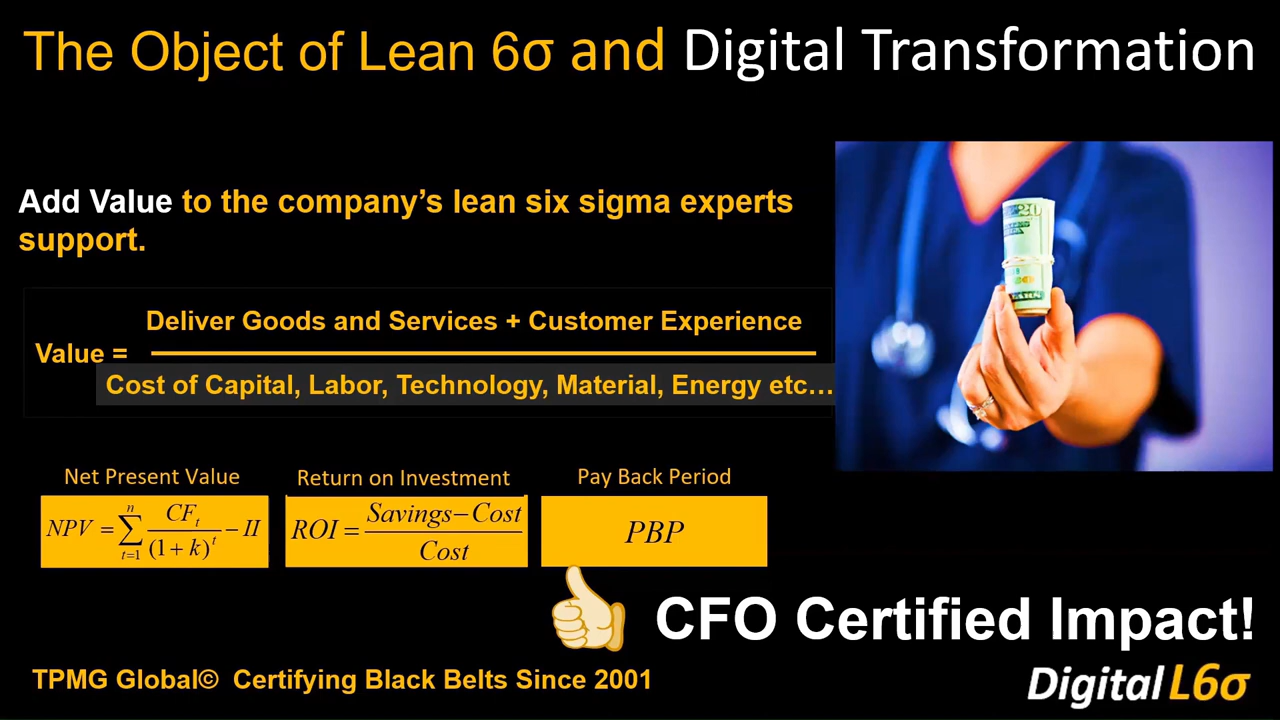 The Object of Lean 6σ and Digital Transformation
Add Value to the company’s lean six sigma experts
support.
Value = 
Deliver Goods and Services + Customer Experience
Cost of Capital, Labor, Technology, Material, Energy etc…
Net Present Value
NPV = n ∑ t=1 CFt / (1 + k)^t − II
Return on Investment
ROI = Savings − Cost / Cost
Pay Back Period
PBP
CFO Certified Impact!
TPMG Global© Certifying Black Belts Since 2001
Digital L6σ